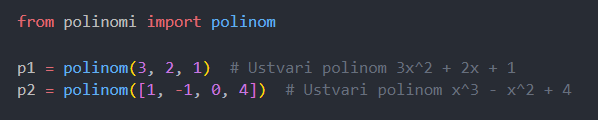 from polinomi import polinom
p1 = polinom(3, 2, 1)  # Ustvari polinom 3x^2 + 2x + 1
p2 = polinom([1, -1, 0, 4])  # Ustvari polinom x^3 - x^2 + 4